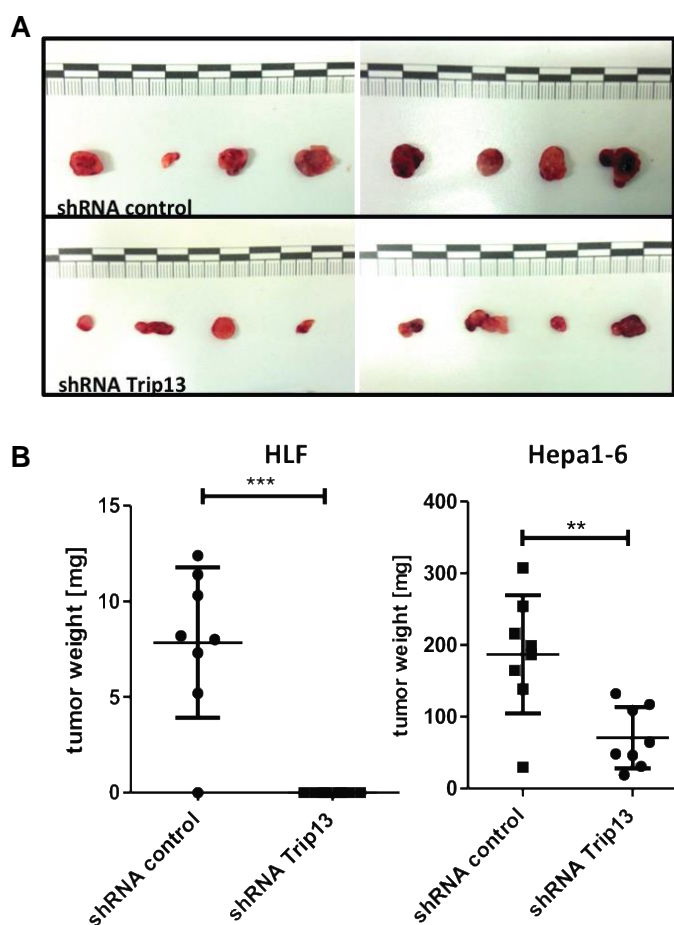 A
shRNA control
shRNA Trip13
B
HLF
***
15
10
5
0
tumor weight [mg]
shRNA control
shRNA Trip13
Hepa1-6
**
400
300
200
100
0
tumor weight [mg]
shRNA control
shRNA Trip13